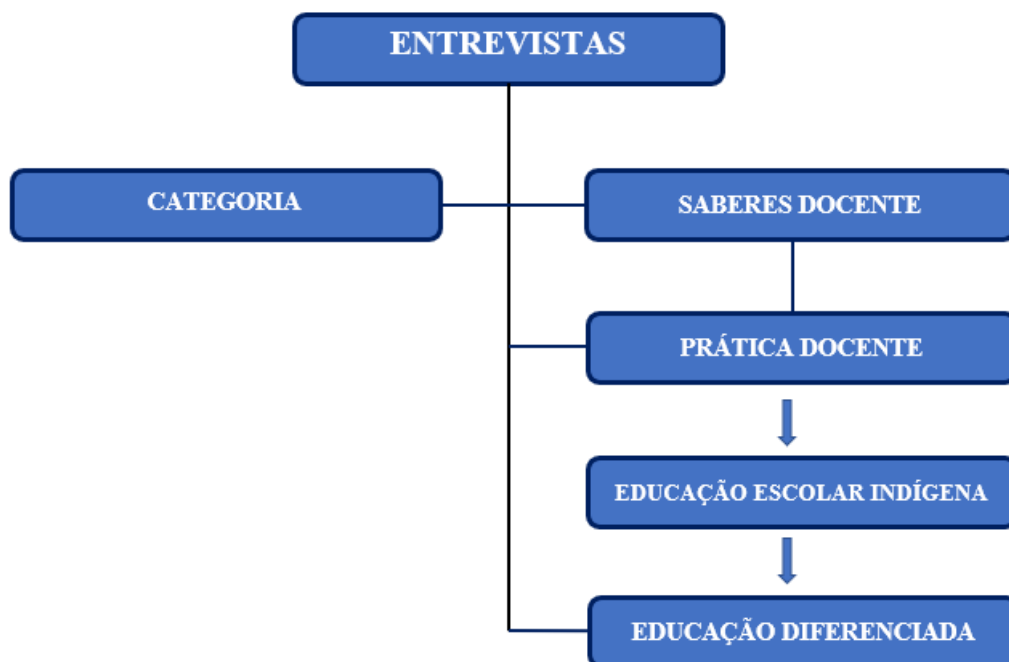 ENTREVISTAS
CATEGORIA
SABERES DOCENTE
PRÁTICA DOCENTE
EDUCAÇÃO ESCOLAR INDÍGENA
EDUCAÇÃO DIFERENCIADA